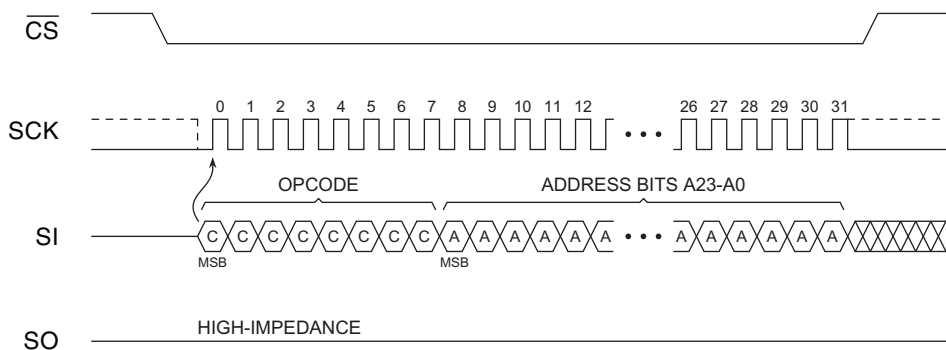 CS
0 1 2 3 4 5 6 7 8 9 10 11 12 26 27 28 29 30 31
SCK
• • •
OPCODE ADDRESS BITS A23-A0
SI C C C C C C C C A A A A A A • • • A A A A A A
MSB MSB
HIGH-IMPEDANCE
SO